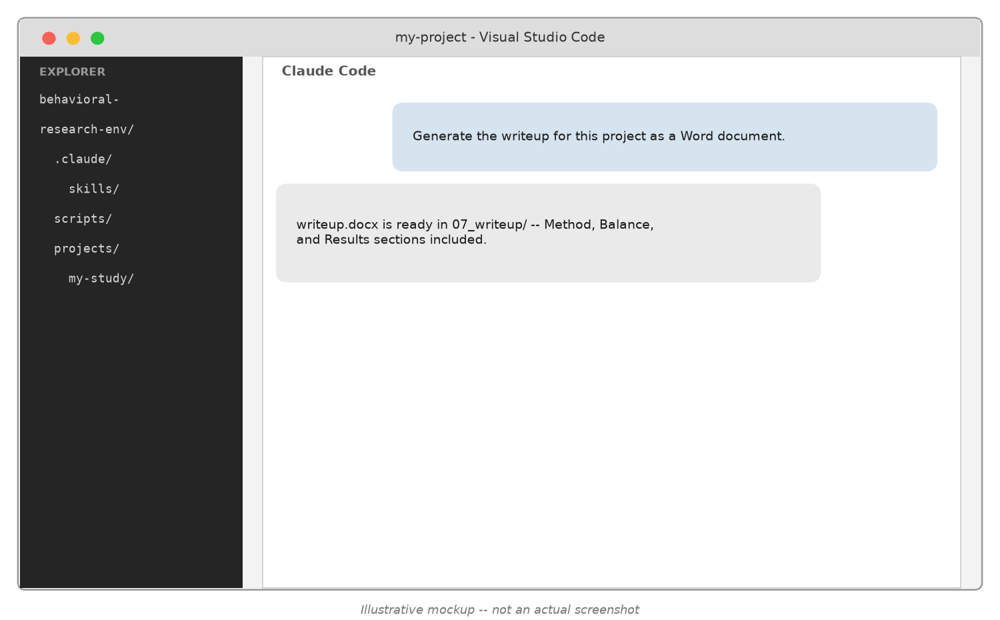 my-project - Visual Studio Code
EXPLORER
behavioral-
research-env/
.claude/
skills/
scripts/
projects/
my-study/
Claude Code
Generate the writeup for this project as a Word document.
writeup.docx is ready in 07_writeup/ -- Method, Balance,
and Results sections included.
Illustrative mockup -- not an actual screenshot